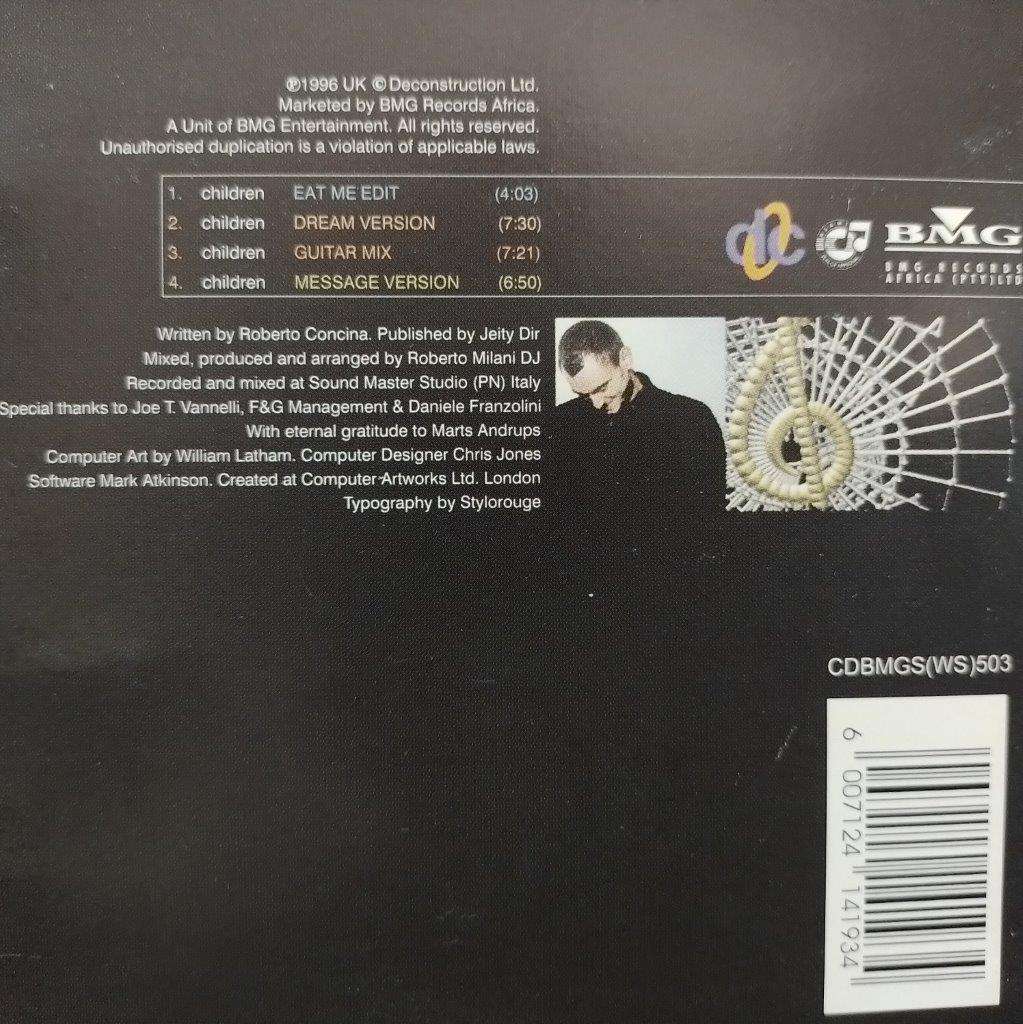 ℗1996 UK © Deconstruction Ltd.
Marketed by BMG Records Africa.
A Unit of BMG Entertainment. All rights reserved.
Unauthorised duplication is a violation of applicable laws.
1. children EAT ME EDIT (4:03)
2. children DREAM VERSION (7:30)
3. children GUITAR MIX (7:21)
4. children MESSAGE VERSION (6:50)
dc
BMG
BMG RECORDS
AFRICA (PTY) LTD
Written by Roberto Concina. Published by Jeity Dir
Mixed, produced and arranged by Roberto Milani DJ
Recorded and mixed at Sound Master Studio (PN) Italy
Special thanks to Joe T. Vannelli, F&G Management & Daniele Franzolini
With eternal gratitude to Marts Andrups
Computer Art by William Latham. Computer Designer Chris Jones
Software Mark Atkinson. Created at Computer Artworks Ltd. London
Typography by Stylorouge
CDBMGS(WS)503
6 007124 141934